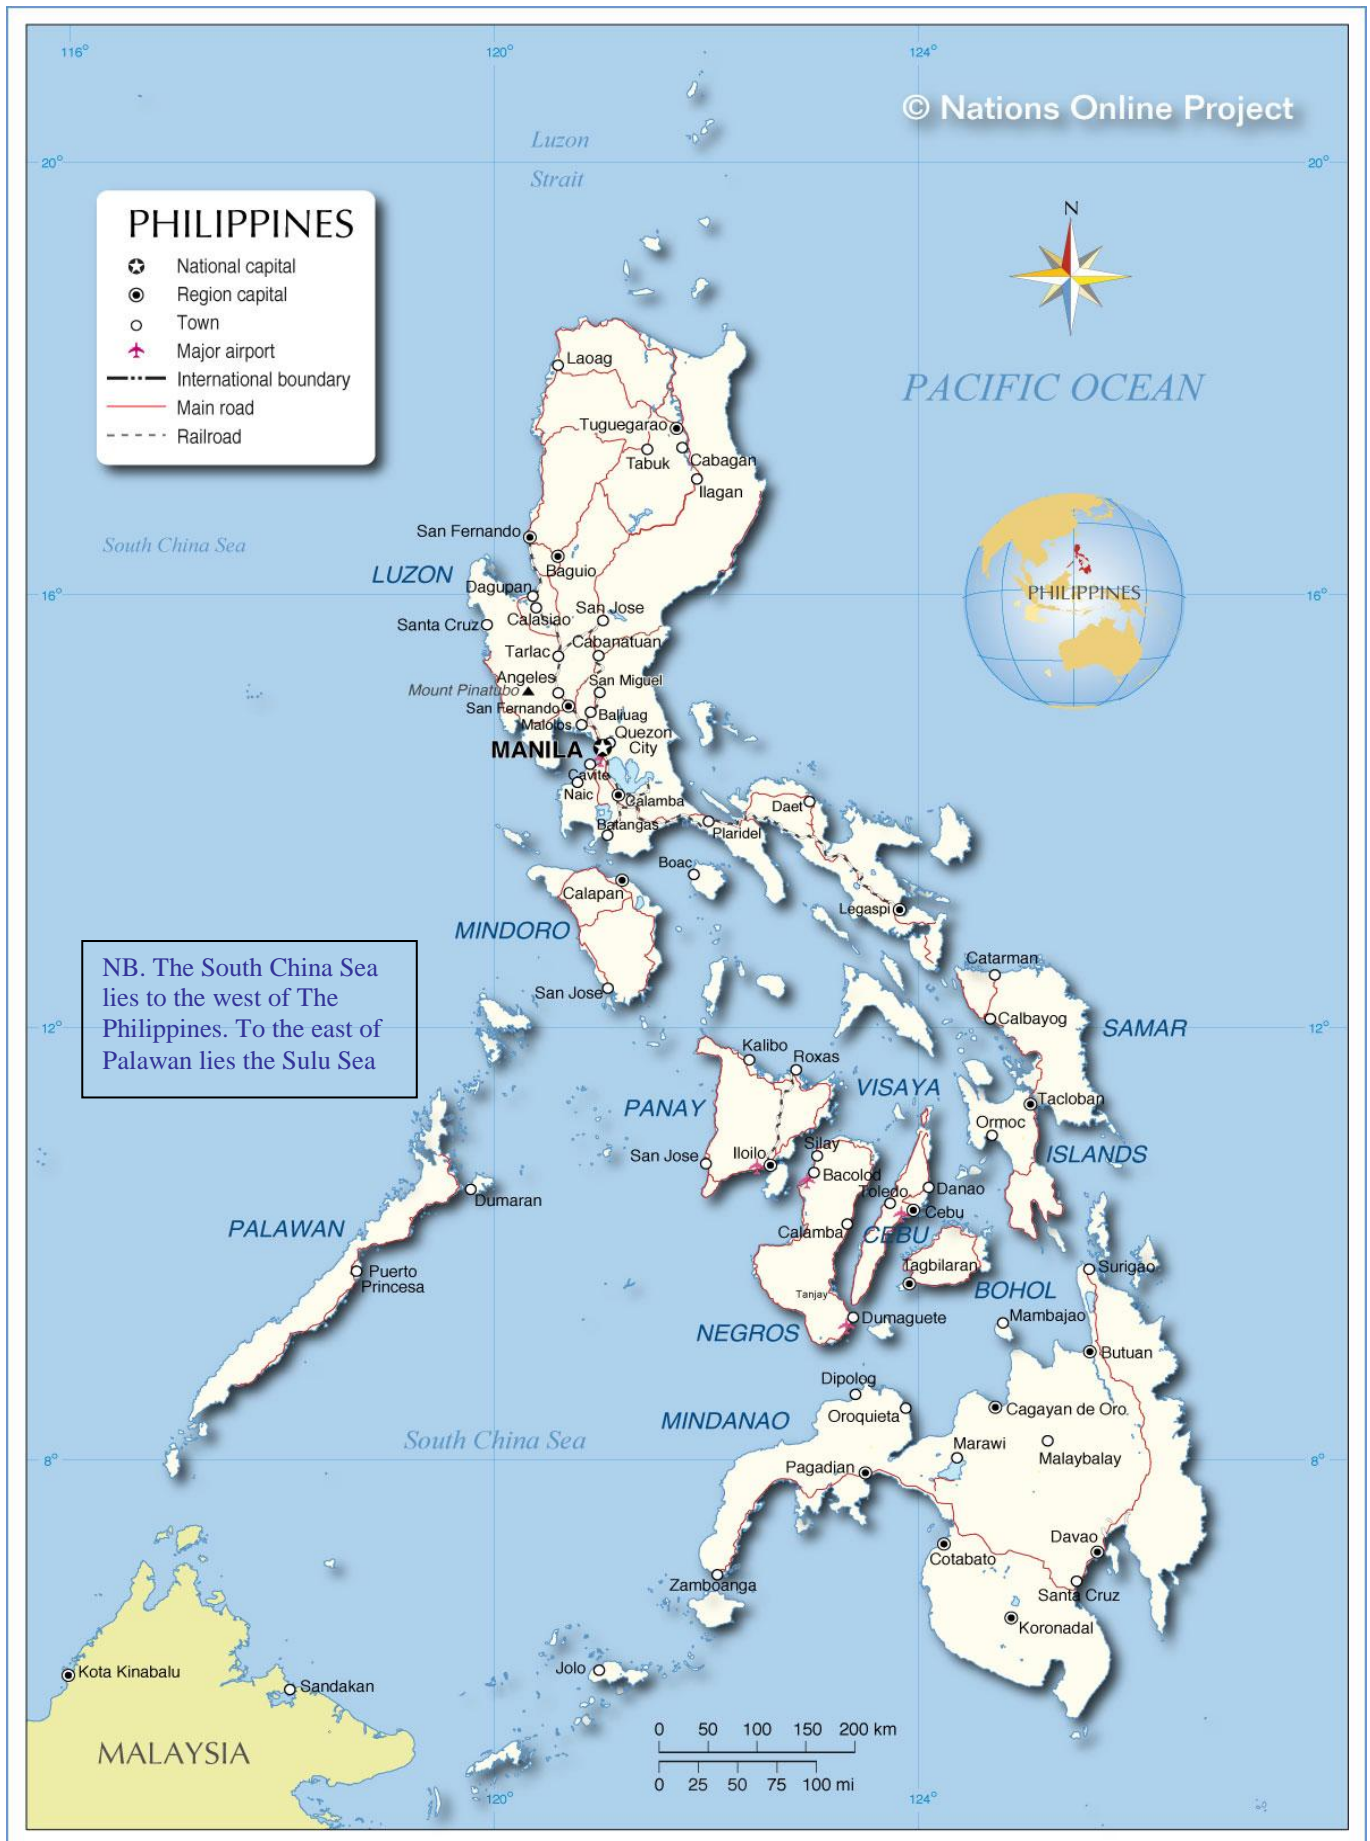 116°
120°
124°
© Nations Online Project
Luzon
Strait
20°
20°
PHILIPPINES
National capital
Region capital
Town
Major airport
International boundary
Main road
Railroad
N
PACIFIC OCEAN
Laoag
Tuguegarao
Tabuk
Cabagan
Ilagan
South China Sea
San Fernando
Baguio
LUZON
Dagupan
16°
PHILIPPINES
16°
Calasiao
San Jose
Santa Cruz
Cabanatuan
Tarlac
Angeles
San Miguel
Mount Pinatubo
San Fernando
Baliuag
Malolos
Quezon
City
MANILA
Cavite
Naic
Calamba
Daet
Batangas
Plaridel
Boac
Calapan
Legaspi
MINDORO
NB. The South China Sea
lies to the west of The
Philippines. To the east of
Palawan lies the Sulu Sea
Catarman
San Jose
Calbayog
SAMAR
12°
12°
Kalibo
Roxas
VISAYA
PANAY
Tacloban
Ormoc
Silay
San Jose
Iloilo
ISLANDS
Bacolod
Toledo
Danao
Dumaran
Cebu
PALAWAN
Calamba
CEBU
Tagbilaran
Surigao
Puerto
Princesa
Tanjay
BOHOL
Mambajao
Dumaguete
NEGROS
Butuan
Dipolog
Oroquieta
Cagayan de Oro
MINDANAO
South China Sea
Marawi
Malaybalay
8°
8°
Pagadian
Davao
Cotabato
Zamboanga
Santa Cruz
Koronadal
Kota Kinabalu
Sandakan
Jolo
MALAYSIA
0 50 100 150 200 km
0 25 50 75 100 mi
120°
124°